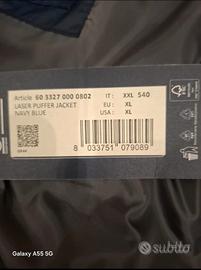 Article 60 3327 000 0802
LASER PUFFER JACKET
NAVY BLUE
IT: XXL 540
EU: XL
USA: XL
8 033751 079089
Galaxy A55 5G
subito